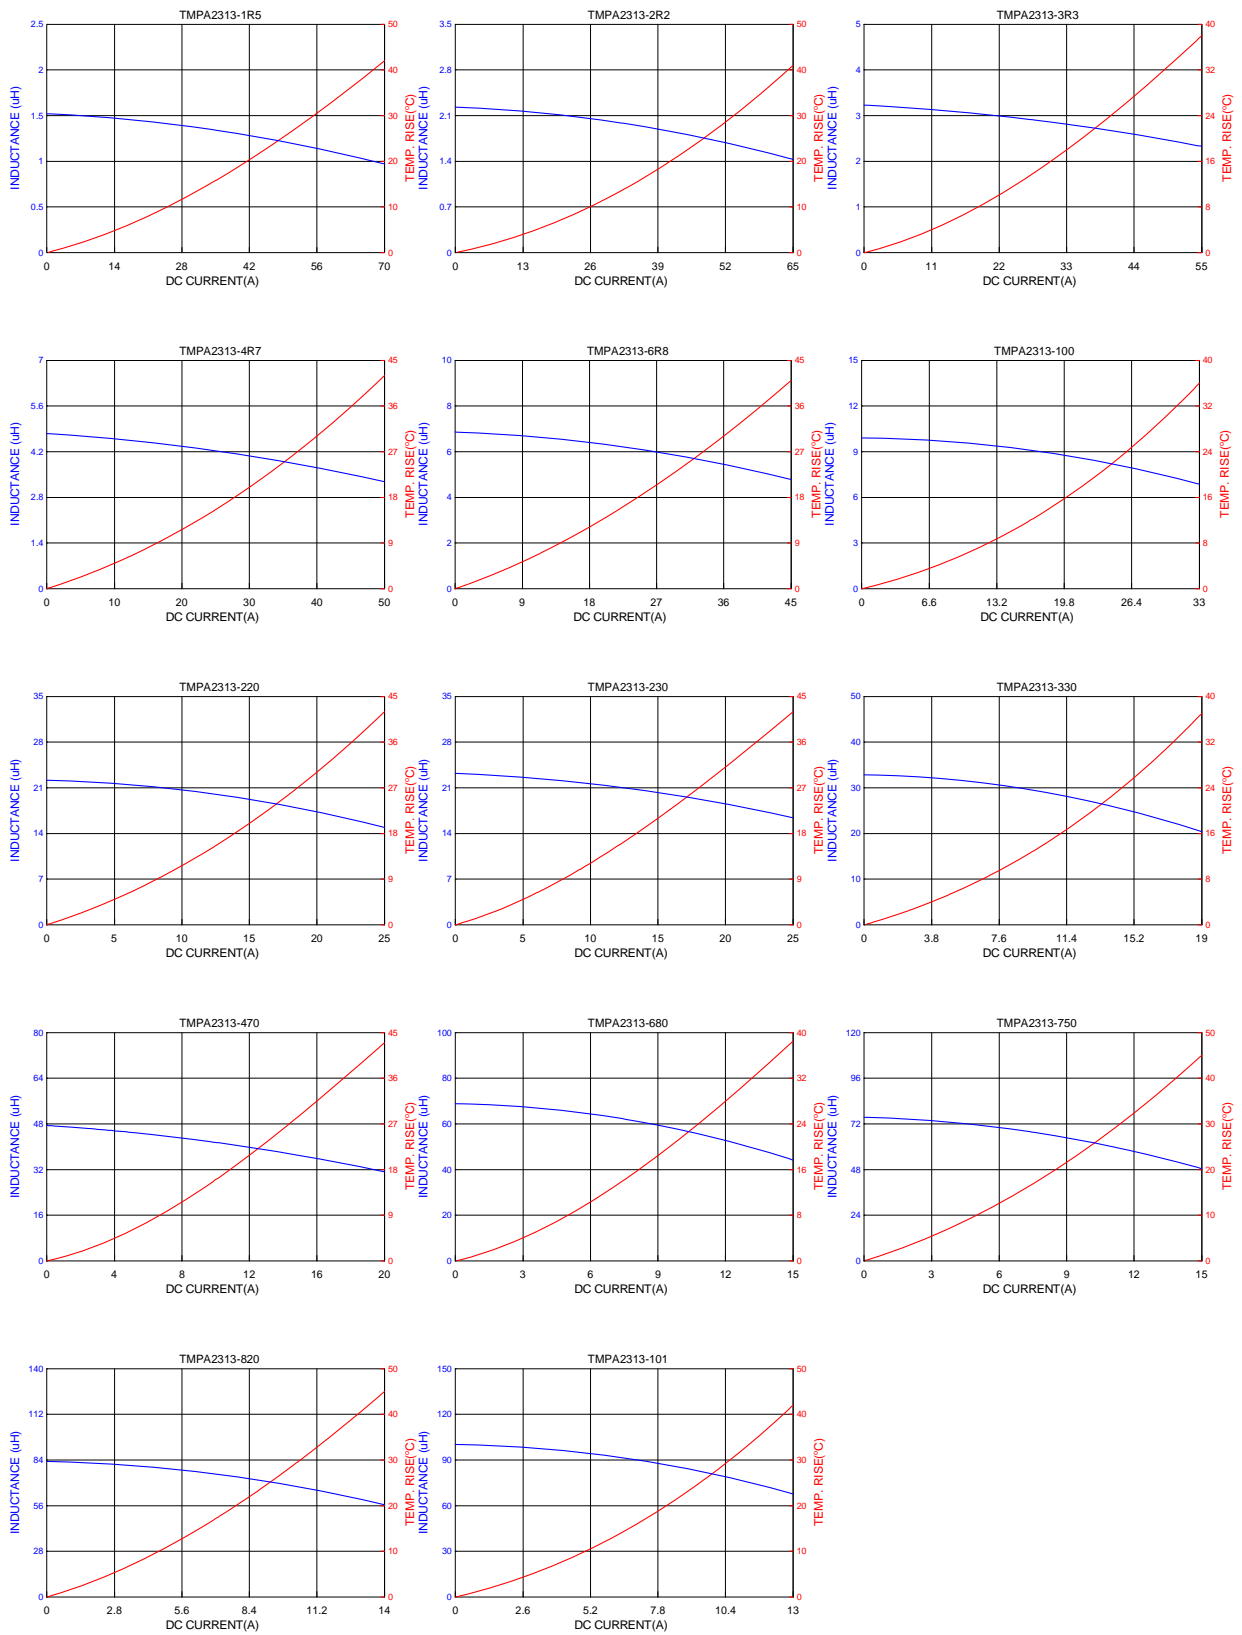 TMPA2313-1R5
2.5 2 1.5 1 0.5 0
INDUCTANCE (uH)
50 40 30 20 10 0
TEMP. RISE(°C)
0 14 28 42 56 70
DC CURRENT(A)
TMPA2313-2R2
3.5 2.8 2.1 1.4 0.7 0
INDUCTANCE (uH)
50 40 30 20 10 0
TEMP. RISE(°C)
0 13 26 39 52 65
DC CURRENT(A)
TMPA2313-3R3
5 4 3 2 1 0
INDUCTANCE (uH)
40 32 24 16 8 0
TEMP. RISE(°C)
0 11 22 33 44 55
DC CURRENT(A)
TMPA2313-4R7
7 5.6 4.2 2.8 1.4 0
INDUCTANCE (uH)
45 36 27 18 9 0
TEMP. RISE(°C)
0 10 20 30 40 50
DC CURRENT(A)
TMPA2313-6R8
10 8 6 4 2 0
INDUCTANCE (uH)
45 36 27 18 9 0
TEMP. RISE(°C)
0 9 18 27 36 45
DC CURRENT(A)
TMPA2313-100
15 12 9 6 3 0
INDUCTANCE (uH)
40 32 24 16 8 0
TEMP. RISE(°C)
0 6.6 13.2 19.8 26.4 33
DC CURRENT(A)
TMPA2313-220
35 28 21 14 7 0
INDUCTANCE (uH)
45 36 27 18 9 0
TEMP. RISE(°C)
0 5 10 15 20 25
DC CURRENT(A)
TMPA2313-230
35 28 21 14 7 0
INDUCTANCE (uH)
45 36 27 18 9 0
TEMP. RISE(°C)
0 5 10 15 20 25
DC CURRENT(A)
TMPA2313-330
50 40 30 20 10 0
INDUCTANCE (uH)
40 32 24 16 8 0
TEMP. RISE(°C)
0 3.8 7.6 11.4 15.2 19
DC CURRENT(A)
TMPA2313-470
80 64 48 32 16 0
INDUCTANCE (uH)
45 36 27 18 9 0
TEMP. RISE(°C)
0 4 8 12 16 20
DC CURRENT(A)
TMPA2313-680
100 80 60 40 20 0
INDUCTANCE (uH)
40 32 24 16 8 0
TEMP. RISE(°C)
0 3 6 9 12 15
DC CURRENT(A)
TMPA2313-750
120 96 72 48 24 0
INDUCTANCE (uH)
50 40 30 20 10 0
TEMP. RISE(°C)
0 3 6 9 12 15
DC CURRENT(A)
TMPA2313-820
140 112 84 56 28 0
INDUCTANCE (uH)
50 40 30 20 10 0
TEMP. RISE(°C)
0 2.8 5.6 8.4 11.2 14
DC CURRENT(A)
TMPA2313-101
150 120 90 60 30 0
INDUCTANCE (uH)
50 40 30 20 10 0
TEMP. RISE(°C)
0 2.6 5.2 7.8 10.4 13
DC CURRENT(A)